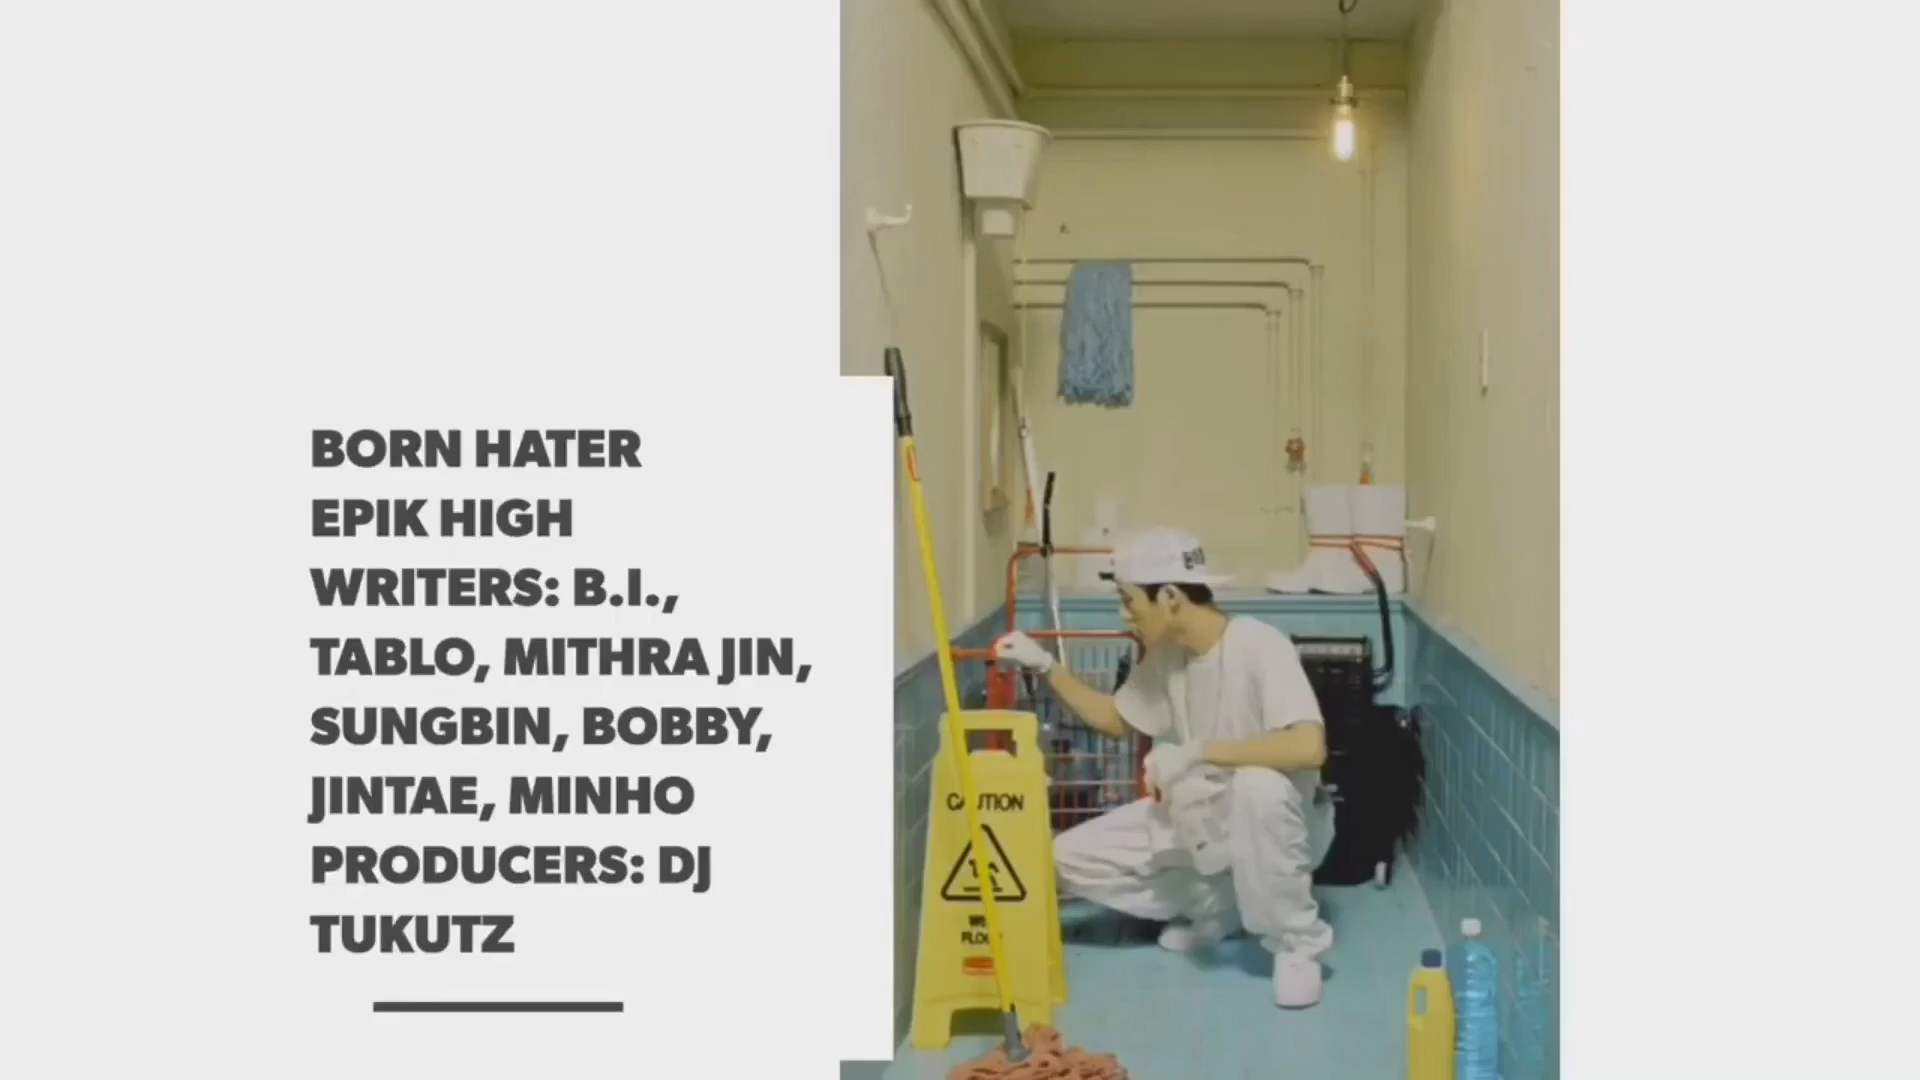 BORN HATER
EPIK HIGH
WRITERS: B.I.,
TABLO, MITHRA JIN,
SUNGBIN, BOBBY,
JINTAE, MINHO
PRODUCERS: DJ
TUKUTZ
CAUTION